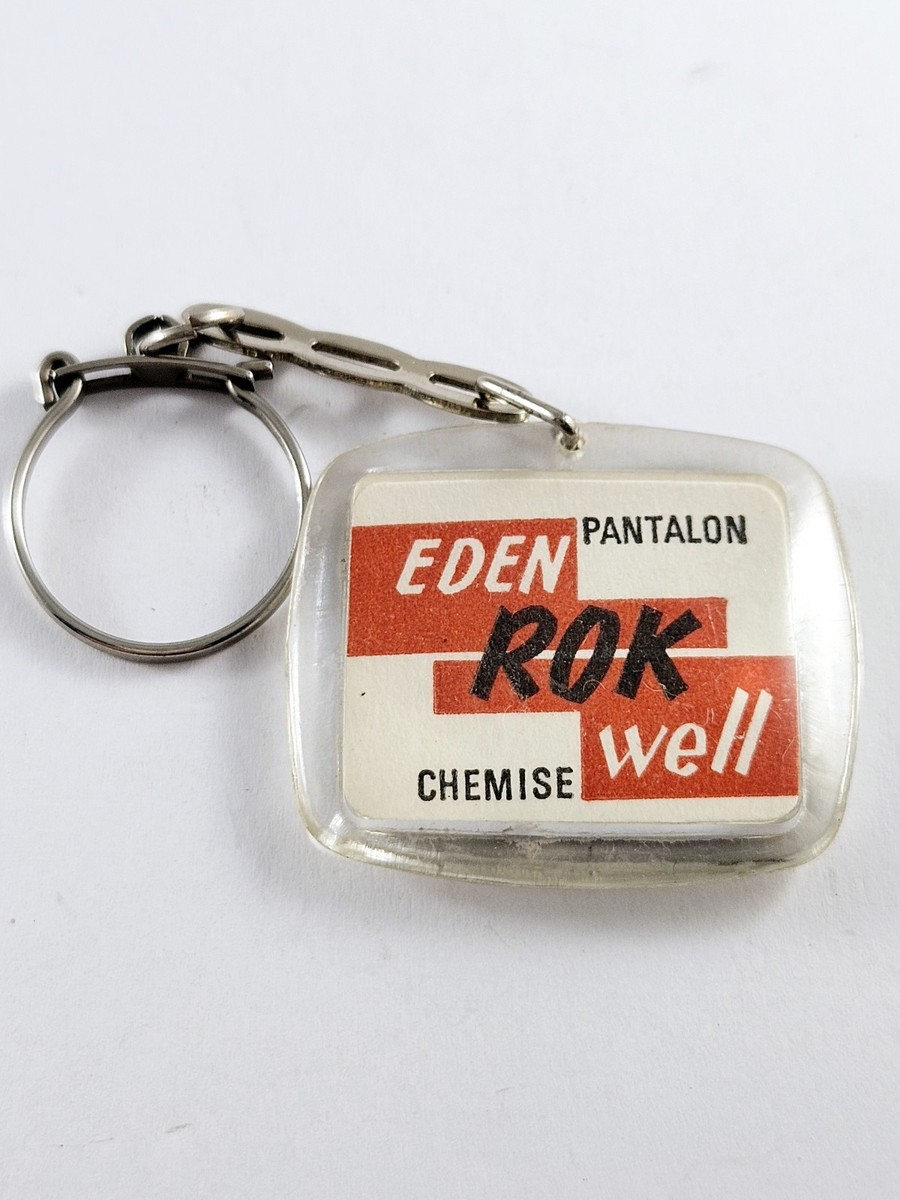 EDEN PANTALON
ROK
well
CHEMISE